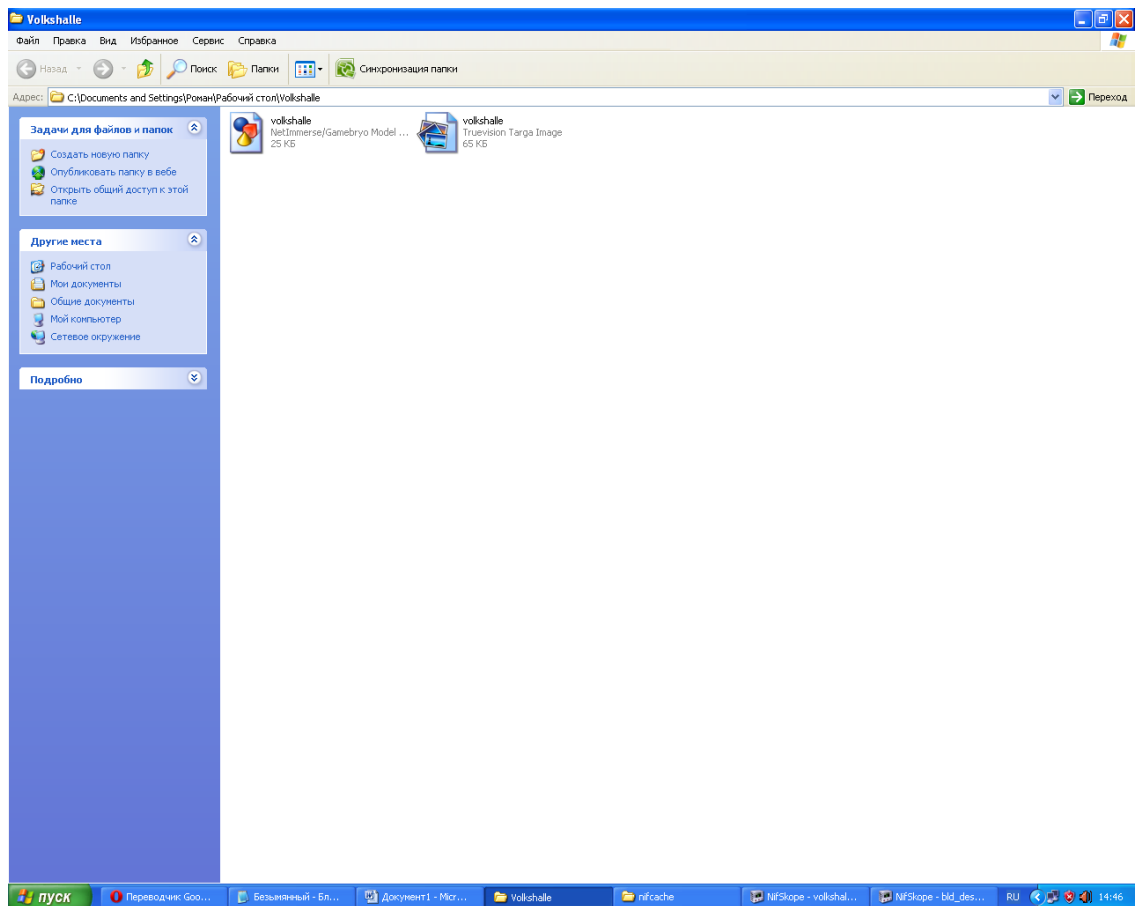 Volkshalle
Файл Правка Вид Избранное Сервис Справка
Назад Поиск Папки Синхронизация папки
Адрес: C:\Documents and Settings\Роман\Рабочий стол\Volkshalle Переход
Задачи для файлов и папок
Создать новую папку
Опубликовать папку в вебе
Открыть общий доступ к этой
папке
Другие места
Рабочий стол
Мои документы
Общие документы
Мой компьютер
Сетевое окружение
Подробно
volkshalle
NetImmerse/Gamebryo Model ...
25 КБ
volkshalle
Truevision Targa Image
65 КБ
пуск Переводчик Goo... Безымянный - Бл... Документ1 - Micr... Volkshalle nifcache NifSkope - volkshal... NifSkope - bld_des... RU 14:46